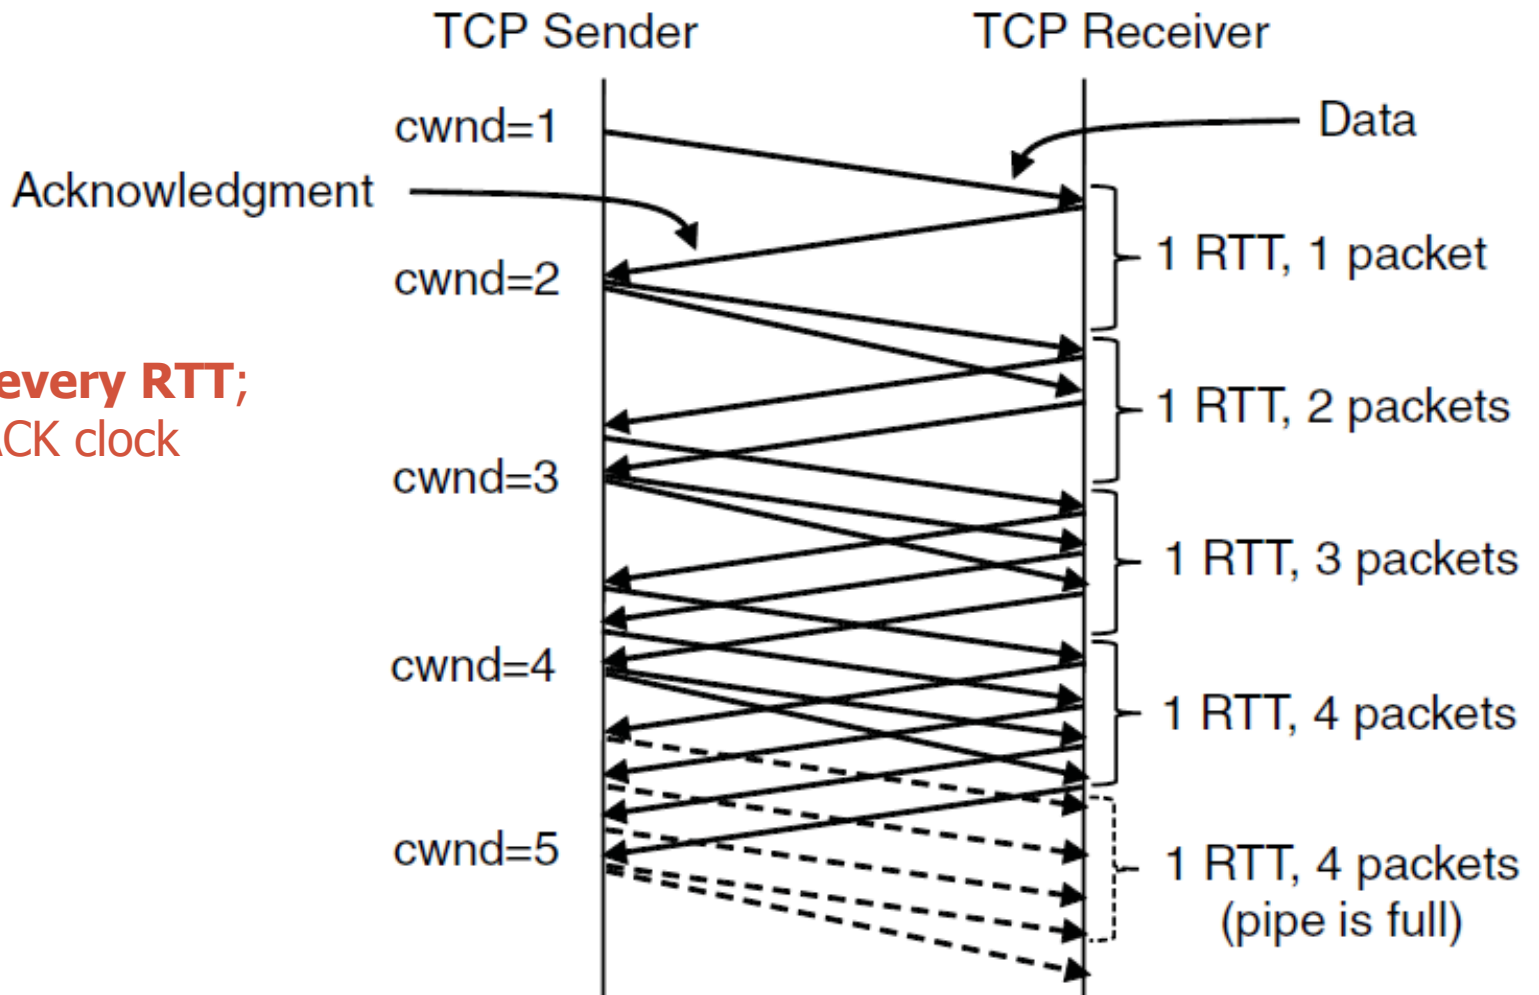 TCP Sender
TCP Receiver
cwnd=1
Data
Acknowledgment
1 RTT, 1 packet
cwnd=2
every RTT;
1 RTT, 2 packets
CK clock
cwnd=3
1 RTT, 3 packets
cwnd=4
1 RTT, 4 packets
cwnd=5
1 RTT, 4 packets
(pipe is full)